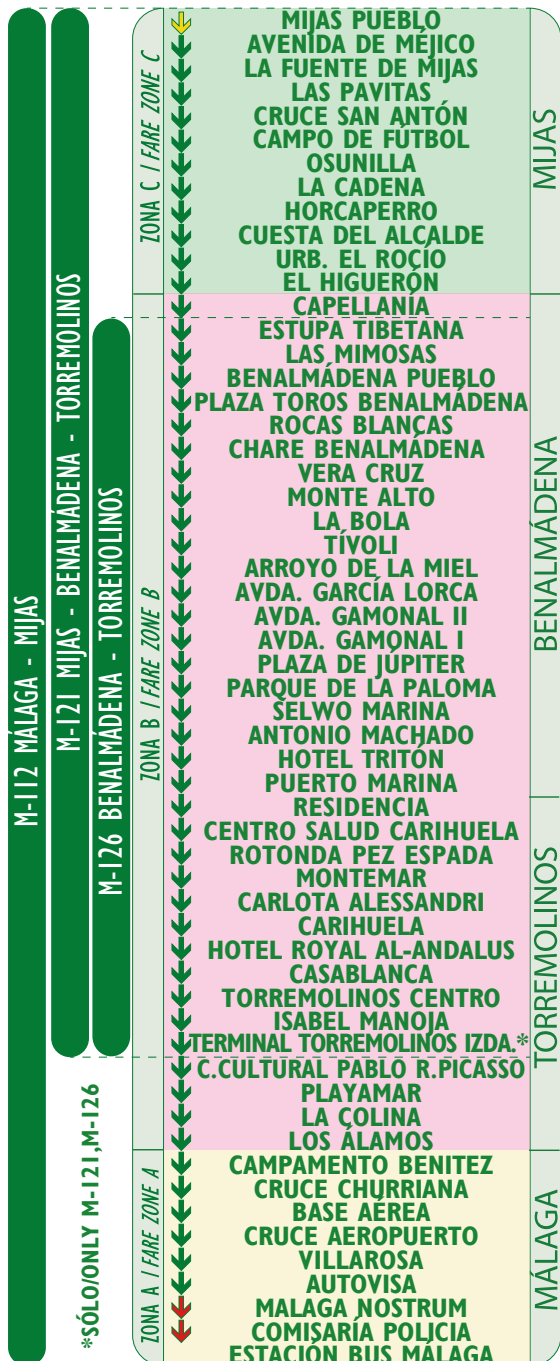 M-112 MÁLAGA - MIJAS
M-121 MIJAS - BENALMÁDENA - TORREMOLINOS
M-126 BENALMÁDENA - TORREMOLINOS
*SÓLO/ONLY M-121,M-126
ZONA C / FARE ZONE C
ZONA B / FARE ZONE B
ZONA A / FARE ZONE A
MIJAS PUEBLO
AVENIDA DE MÉJICO
LA FUENTE DE MIJAS
LAS PAVITAS
CRUCE SAN ANTÓN
CAMPO DE FÚTBOL
OSUNILLA
LA CADENA
HORCAPERRO
CUESTA DEL ALCALDE
URB. EL ROCÍO
EL HIGUERÓN
CAPELLANÍA
ESTUPA TIBETANA
LAS MIMOSAS
BENALMÁDENA PUEBLO
PLAZA TOROS BENALMÁDENA
ROCAS BLANCAS
CHARE BENALMÁDENA
VERA CRUZ
MONTE ALTO
LA BOLA
TÍVOLI
ARROYO DE LA MIEL
AVDA. GARCÍA LORCA
AVDA. GAMONAL II
AVDA. GAMONAL I
PLAZA DE JÚPITER
PARQUE DE LA PALOMA
SELWO MARINA
ANTONIO MACHADO
HOTEL TRITÓN
PUERTO MARINA
RESIDENCIA
CENTRO SALUD CARIHUELA
ROTONDA PEZ ESPADA
MONTEMAR
CARLOTA ALESSANDRI
CARIHUELA
HOTEL ROYAL AL-ANDALUS
CASABLANCA
TORREMOLINOS CENTRO
ISABEL MANOJA
TERMINAL TORREMOLINOS IZDA.*
C.CULTURAL PABLO R.PICASSO
PLAYAMAR
LA COLINA
LOS ÁLAMOS
CAMPAMENTO BENITEZ
CRUCE CHURRIANA
BASE AÉREA
CRUCE AEROPUERTO
VILLAROSA
AUTOVISA
MALAGA NOSTRUM
COMISARÍA POLICIA
ESTACIÓN BUS MÁLAGA
MIJAS
BENALMÁDENA
TORREMOLINOS
MÁLAGA